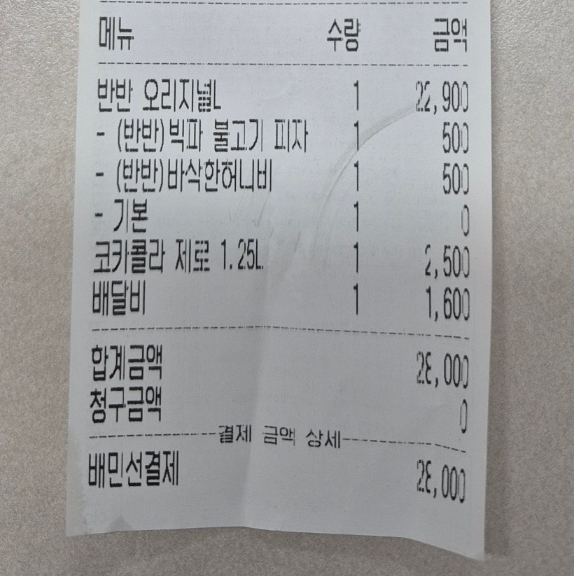 메뉴 수량 금액
반반 오리지널L 1 22,900
- (반반)빅파 불고기 피자 1 500
- (반반)바삭한허니비 1 500
- 기본 1 0
코카콜라 제로 1.25L 1 2,500
배달비 1 1,600
합계금액 28,000
청구금액 0
결제 금액 상세
배민선결제 28,000